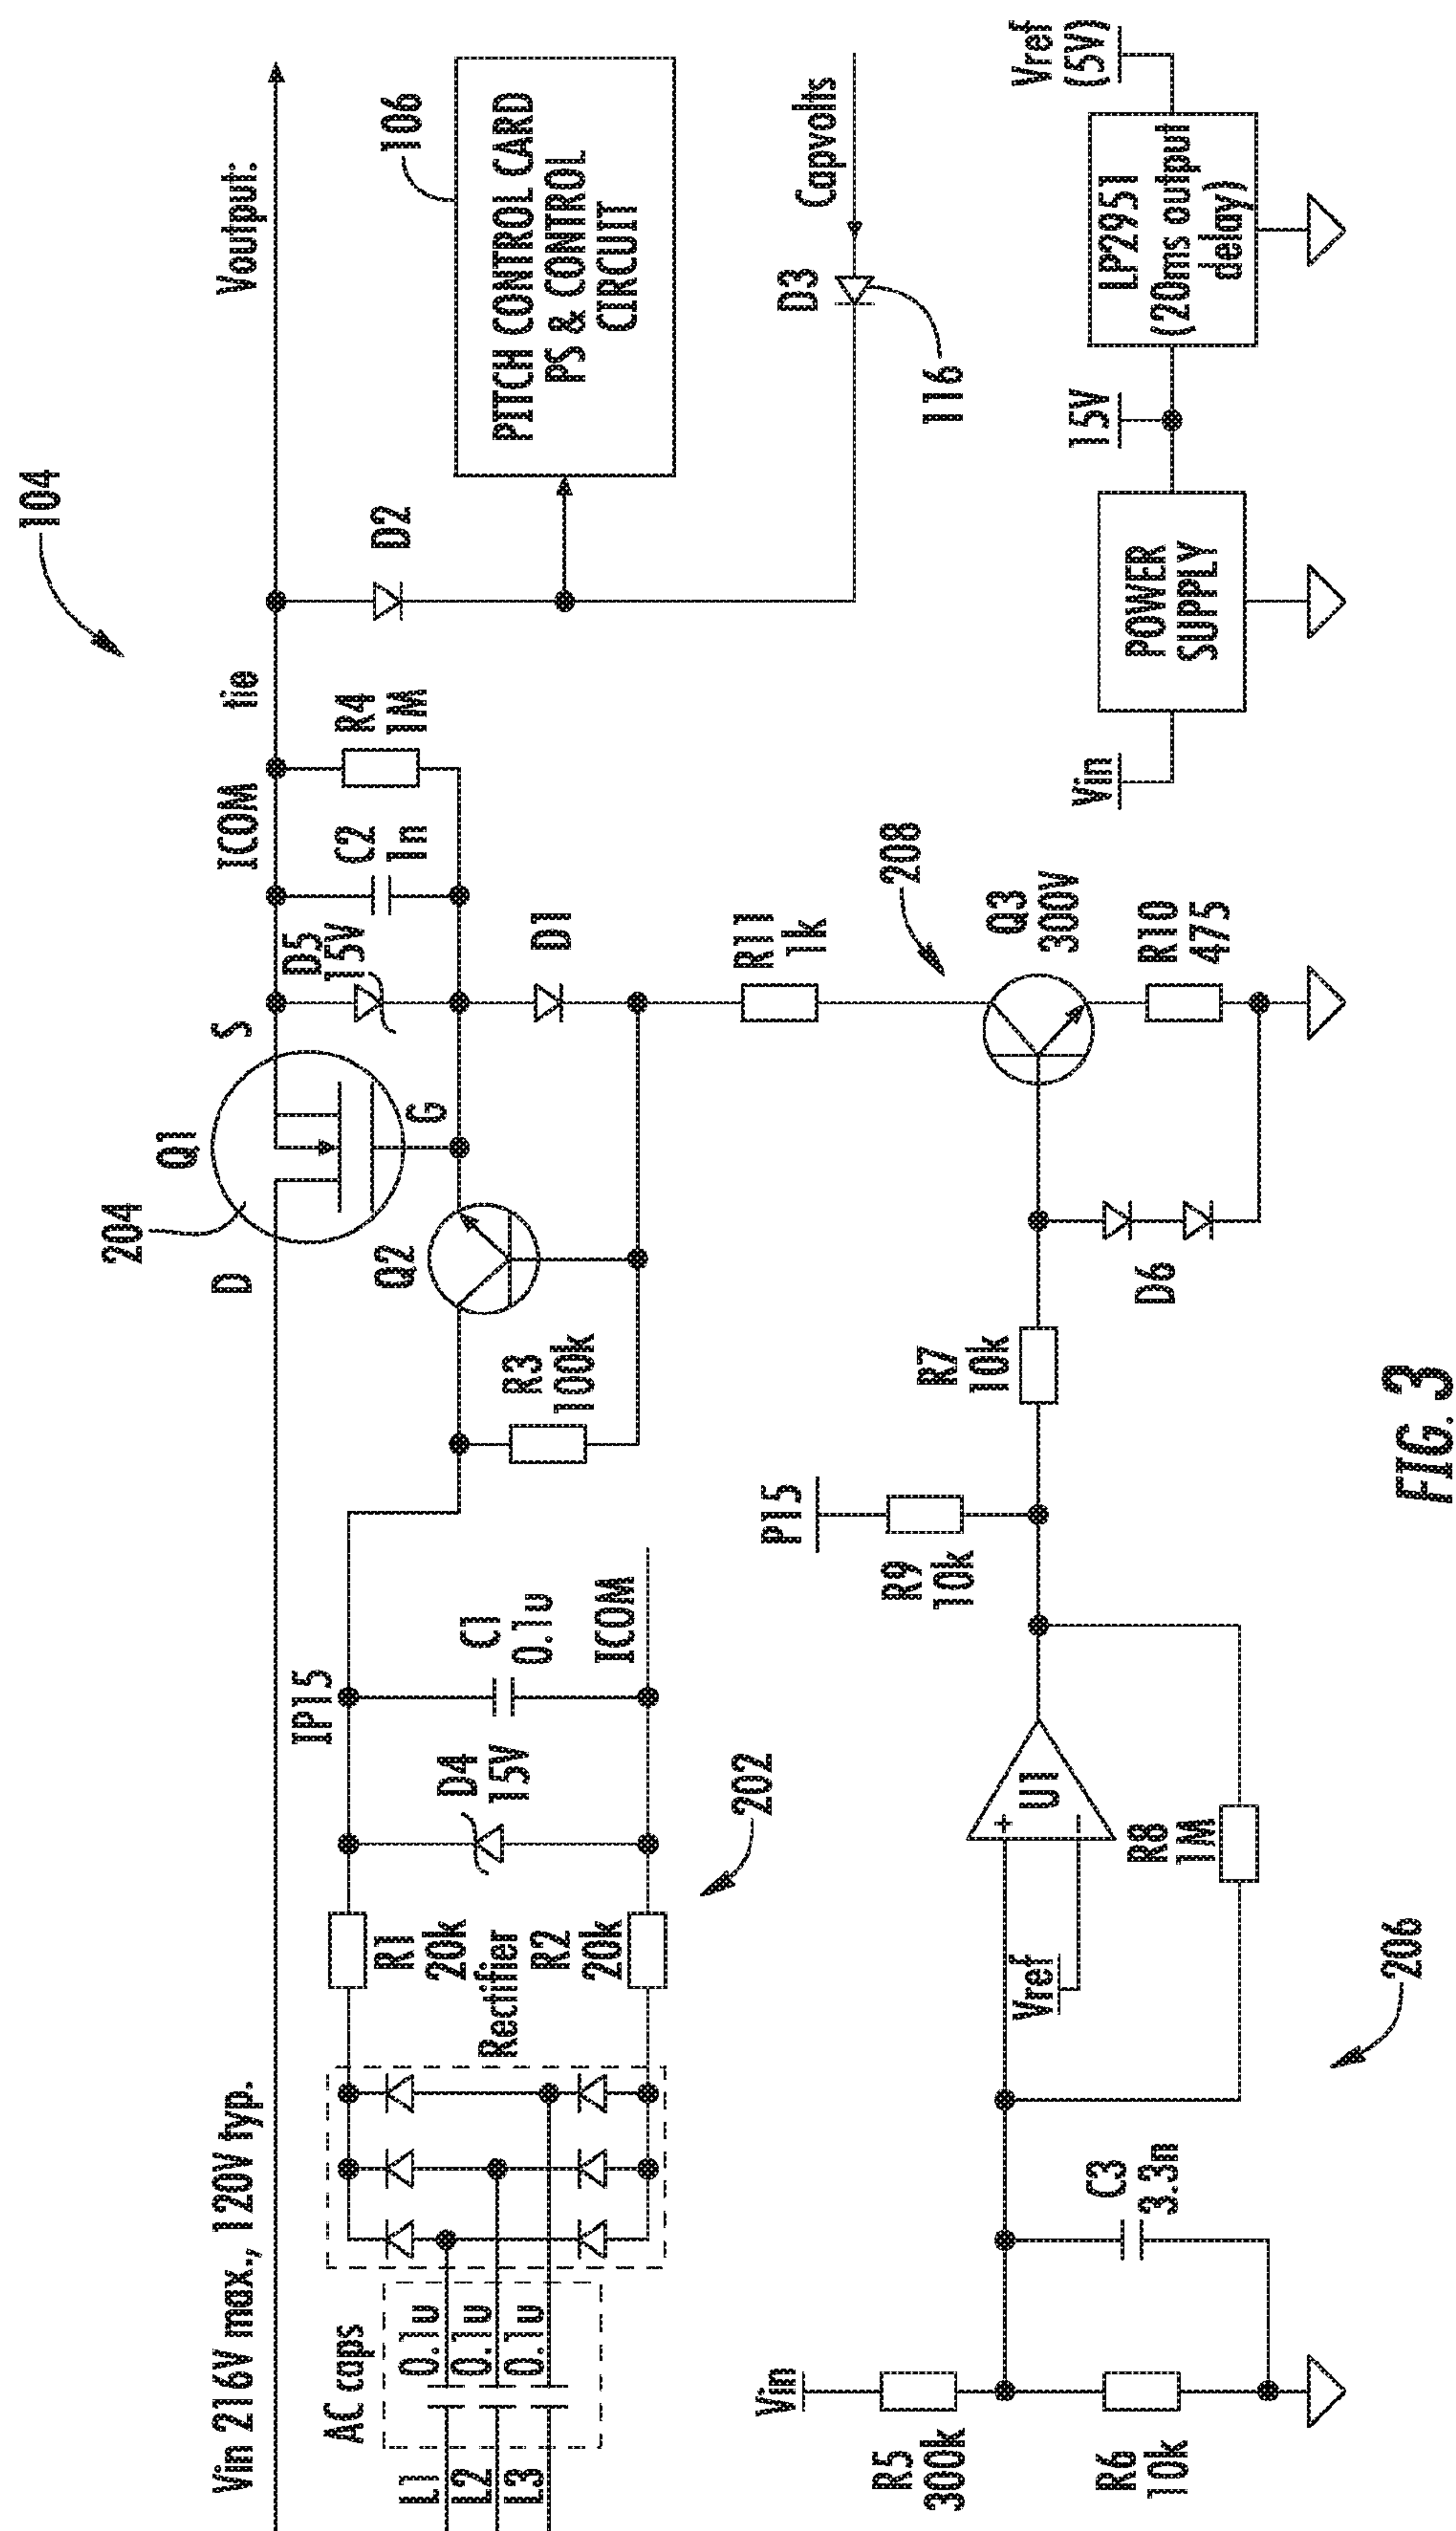 104
Vin 216V max., 120V typ.
204
Q1
D
S
G
D5
15V
ICOM
tie
Voutput:
C2
1n
R4
1M
D2
106
PITCH CONTROL CARD
PS & CONTROL
CIRCUIT
Capvolts
D3
116
AC caps
L1
0.1u
L2
0.1u
L3
0.1u
Rectifier
R1
20k
R2
20k
D4
15V
IP15
C1
0.1u
ICOM
202
Q2
R3
100k
D1
R11
1k
208
Q3
300V
R10
475
Vin
R5
300k
R6
10k
C3
3.3n
Vref
+
−
U1
R8
1M
206
P15
R9
10k
R7
10k
D6
Vin
POWER
SUPPLY
15V
LP2951
(20ms output
delay)
Vref
(5V)
FIG. 3